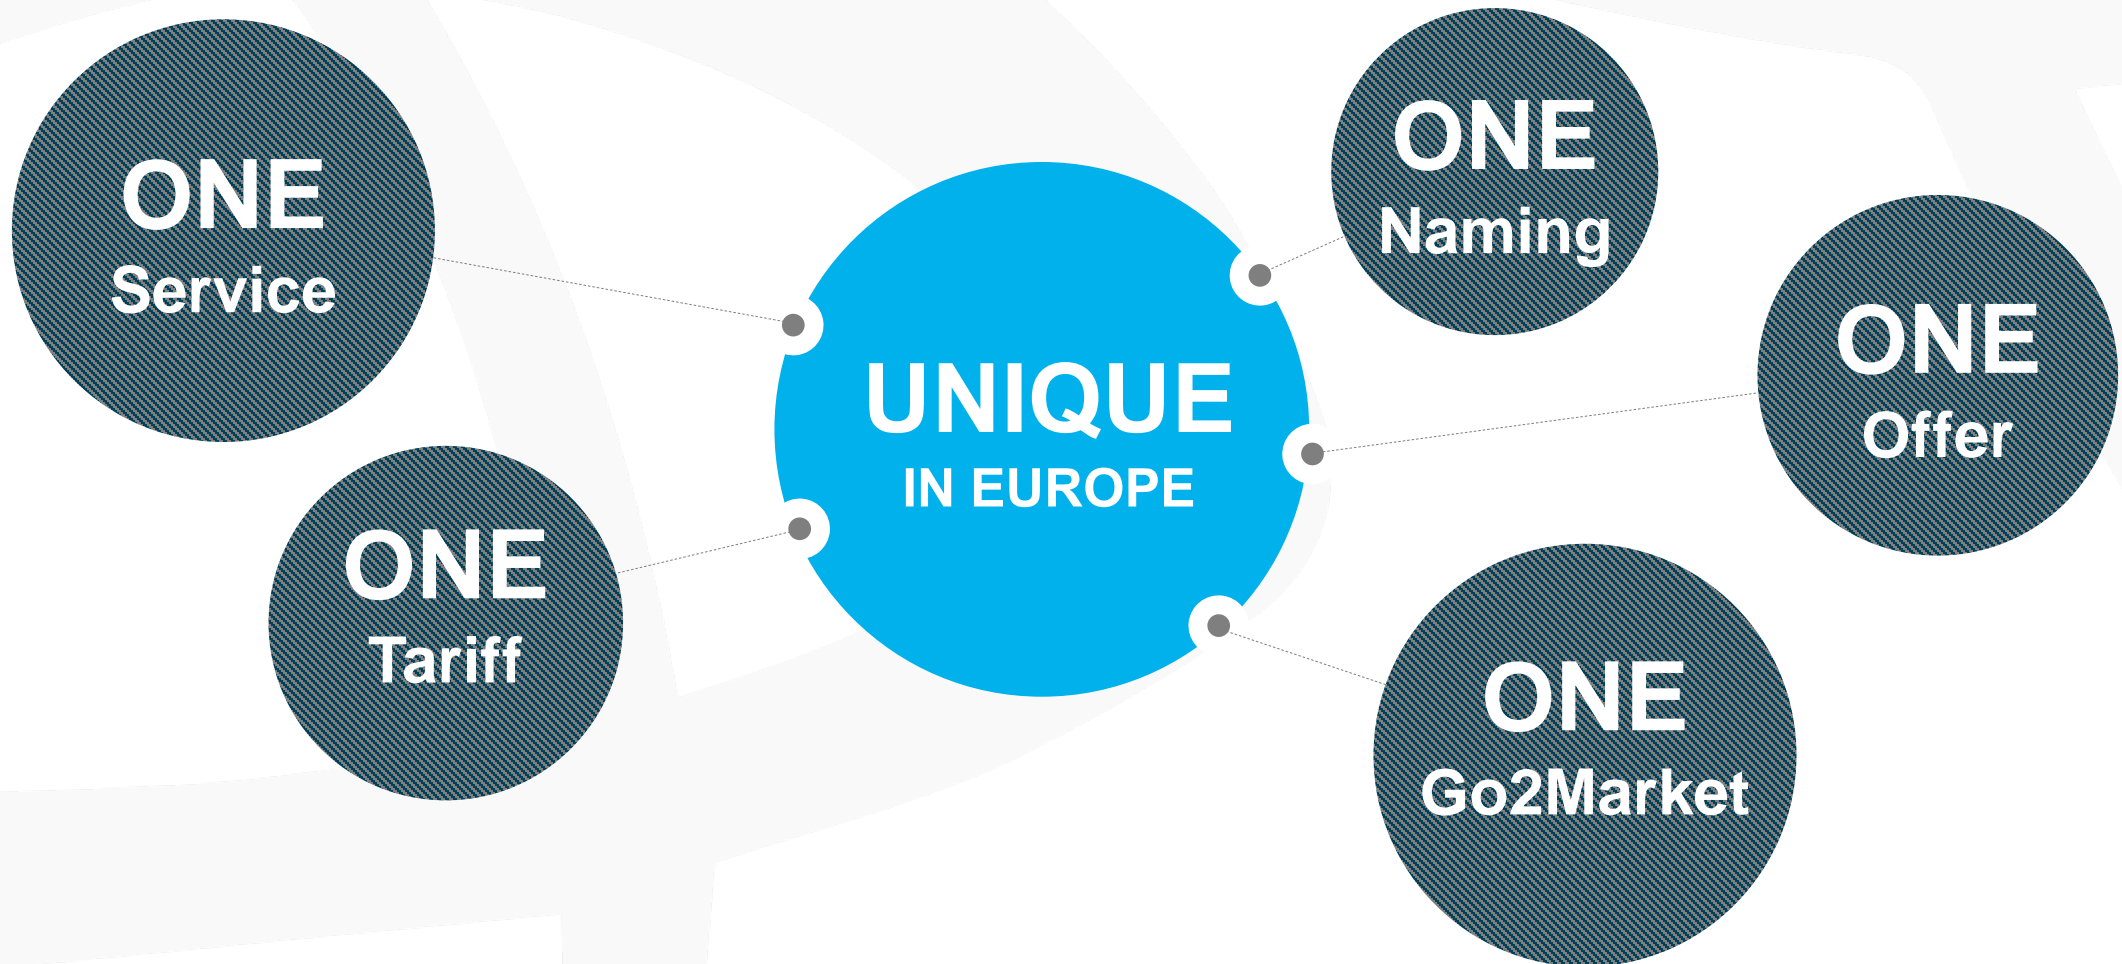 ONE
Service
ONE
Tariff
UNIQUE
IN EUROPE
ONE
Naming
ONE
Offer
ONE
Go2Market